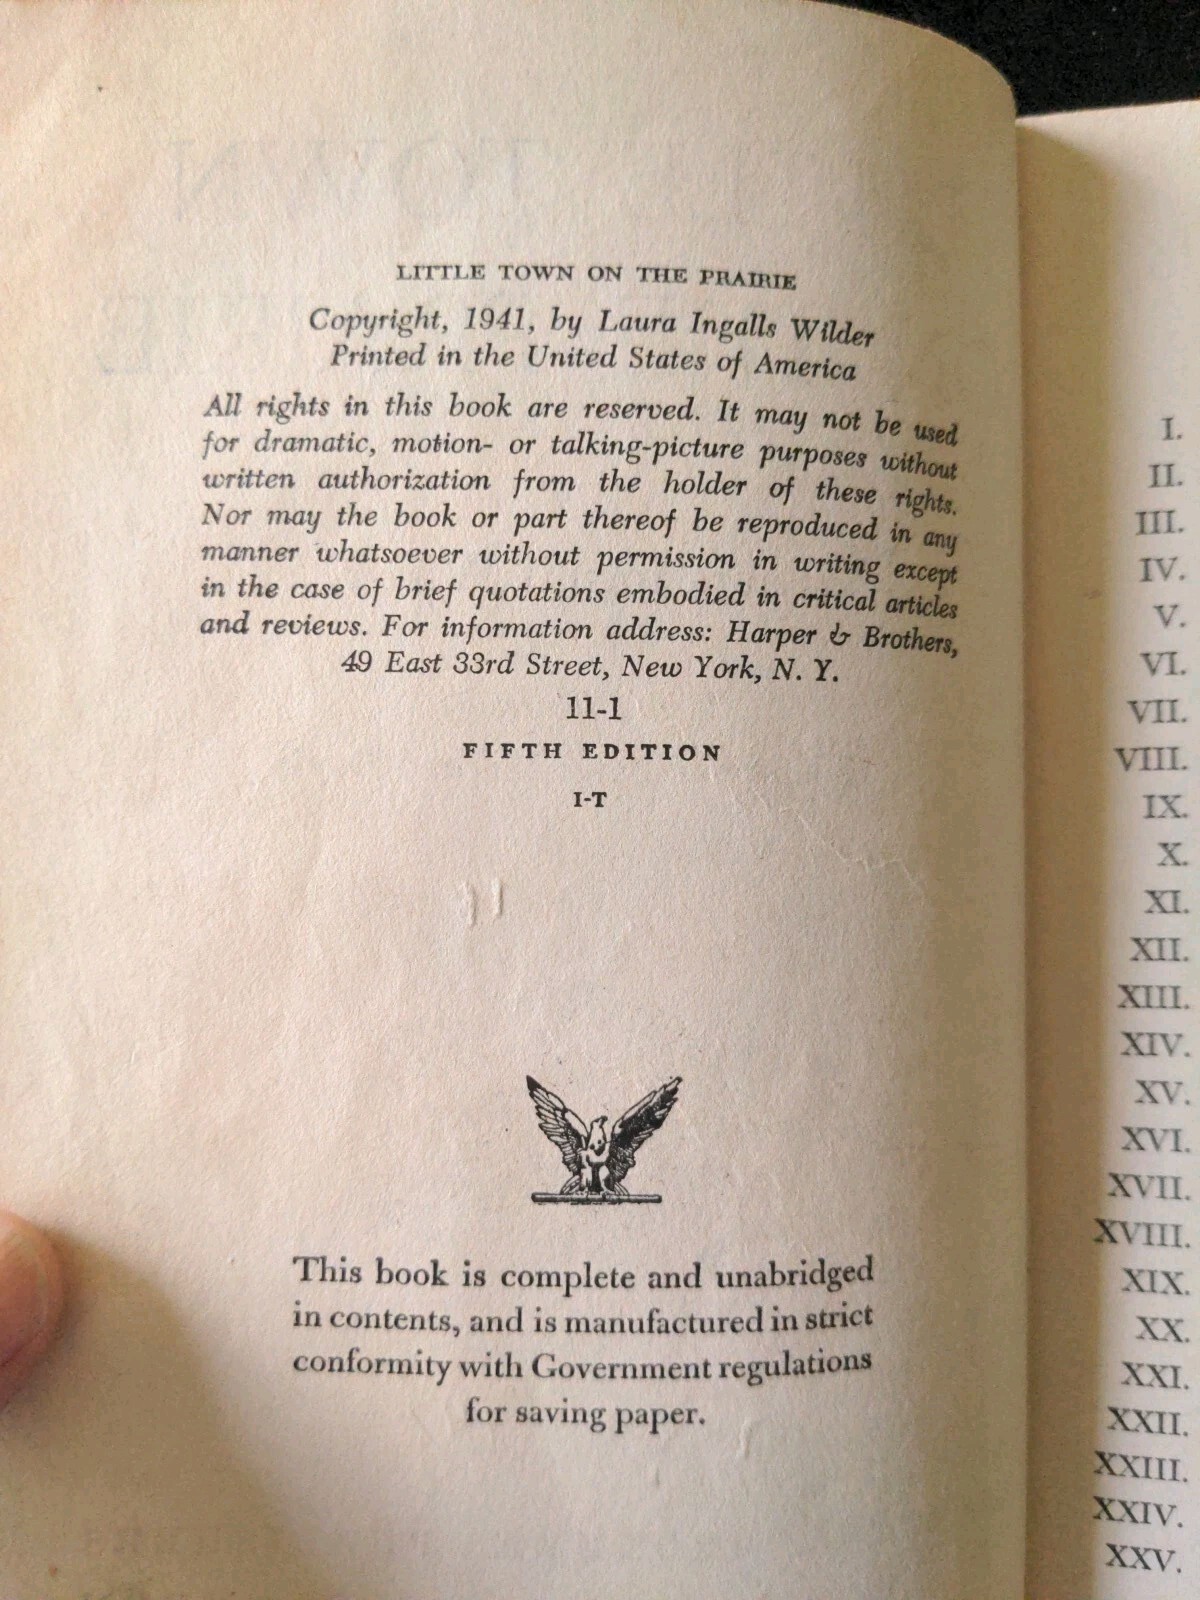 LITTLE TOWN ON THE PRAIRIE
Copyright, 1941, by Laura Ingalls Wilder
Printed in the United States of America
All rights in this book are reserved. It may not be used
for dramatic, motion- or talking-picture purposes without
written authorization from the holder of these rights.
Nor may the book or part thereof be reproduced in any
manner whatsoever without permission in writing except
in the case of brief quotations embodied in critical articles
and reviews. For information address: Harper & Brothers,
49 East 33rd Street, New York, N. Y.
11-1
FIFTH EDITION
I-T
This book is complete and unabridged
in contents, and is manufactured in strict
conformity with Government regulations
for saving paper.
I.
II.
III.
IV.
V.
VI.
VII.
VIII.
IX.
X.
XI.
XII.
XIII.
XIV.
XV.
XVI.
XVII.
XVIII.
XIX.
XX.
XXI.
XXII.
XXIII.
XXIV.
XXV.